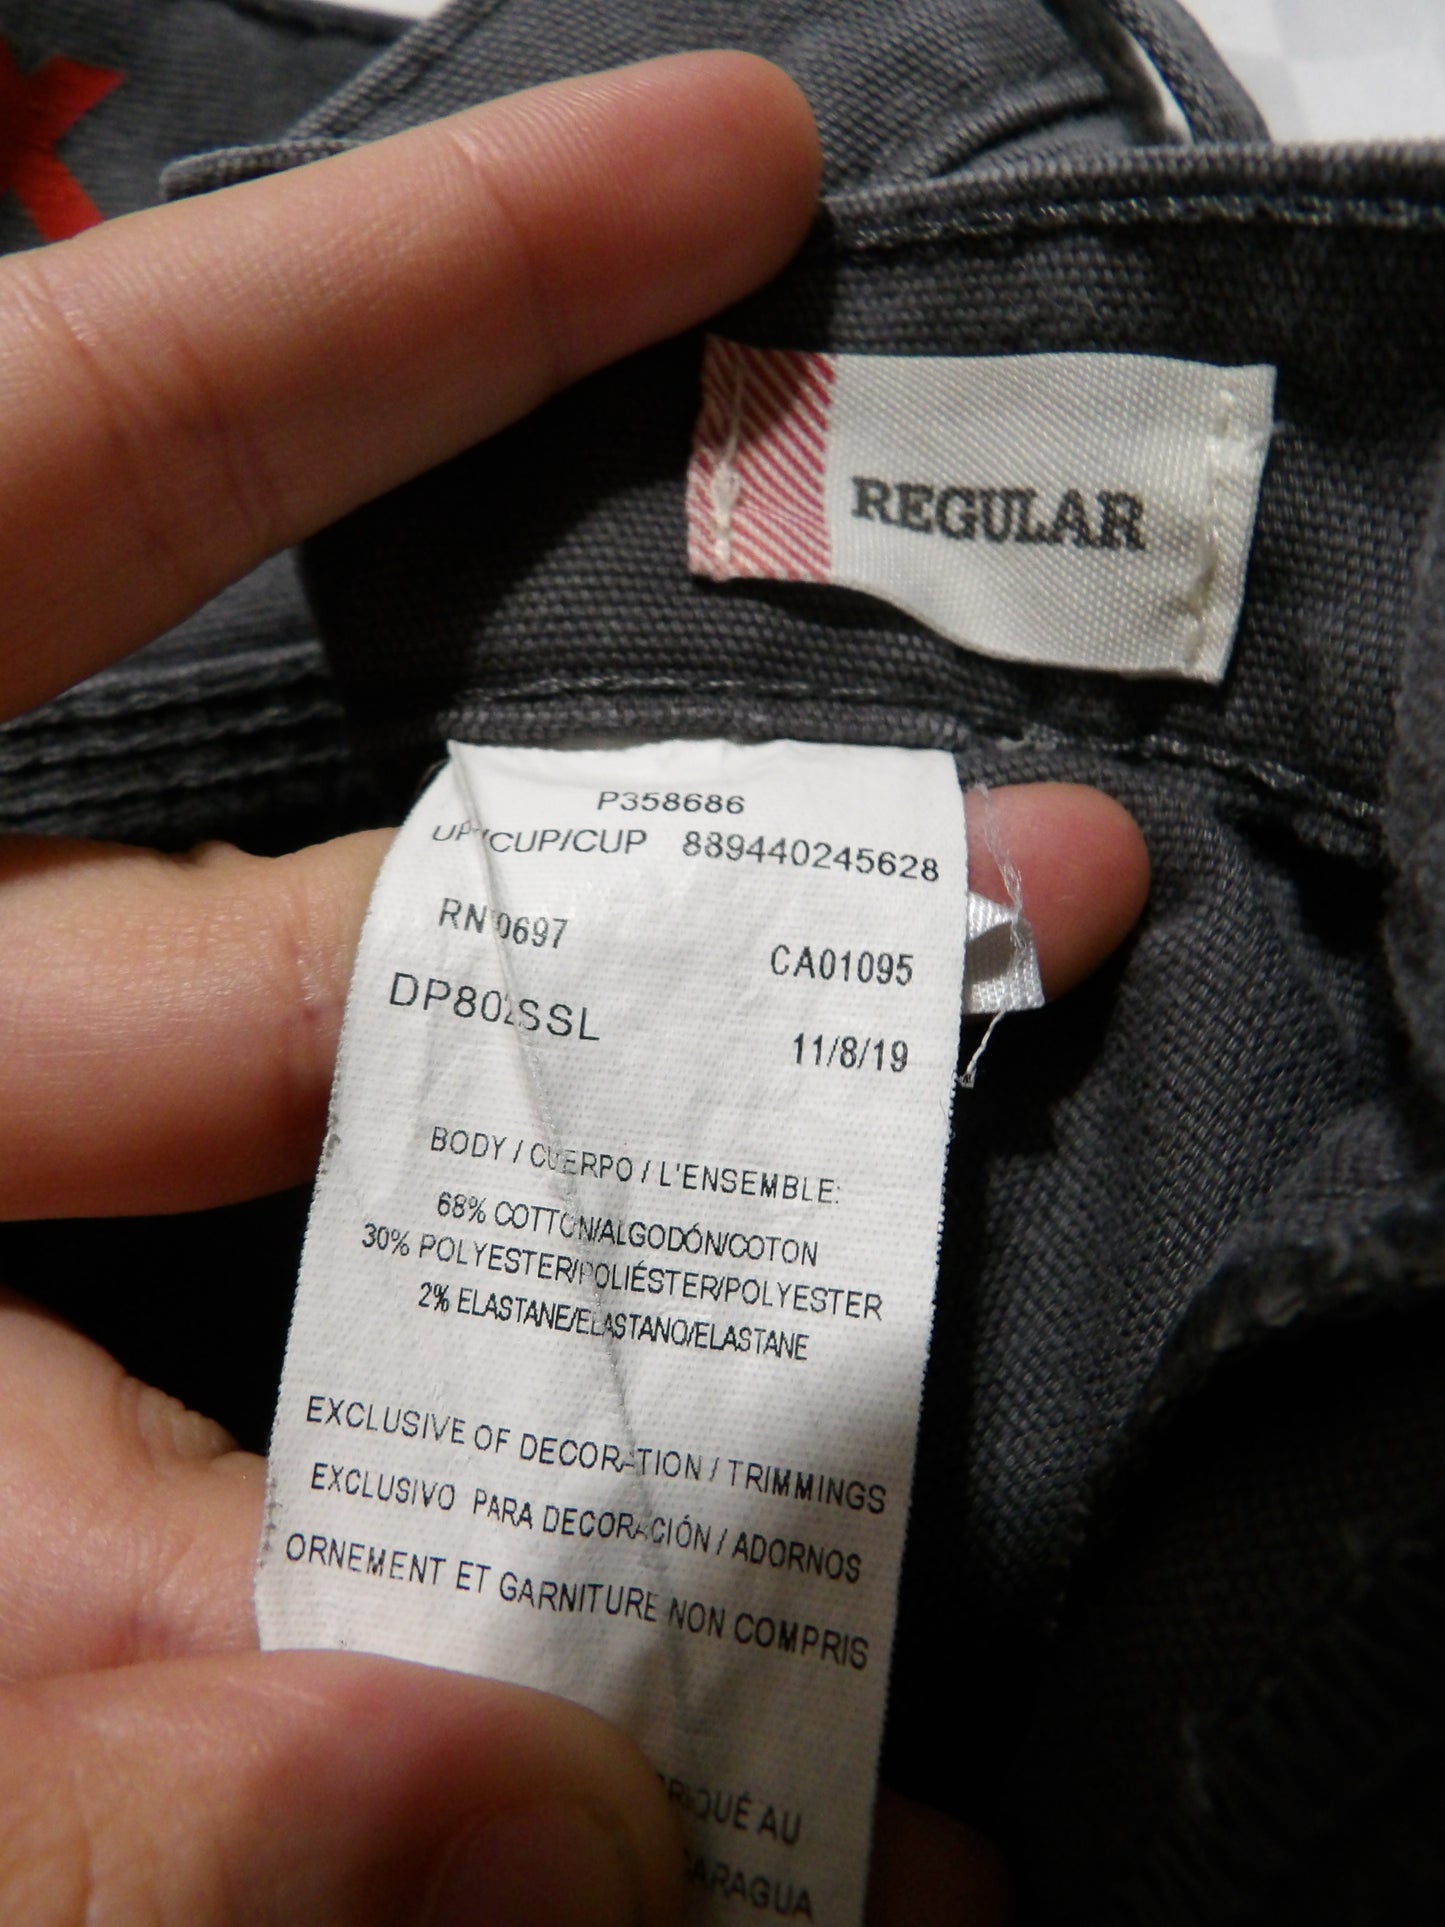 REGULAR
P358686
CUP/CUP 889440245628
CA01095
11/8/19
BODY / CUERPO / L'ENSEMBLE:
68% COTTON/ALGODÓN/COTON
30% POLYESTER/POLIÉSTER/POLYESTER
2% ELASTANE/ELASTANO/ELASTANE
EXCLUSIVE OF DECORATION / TRIMMINGS
EXCLUSIVO PARA DECORACIÓN / ADORNOS
ORNEMENT ET GARNITURE NON COMPRIS
AU